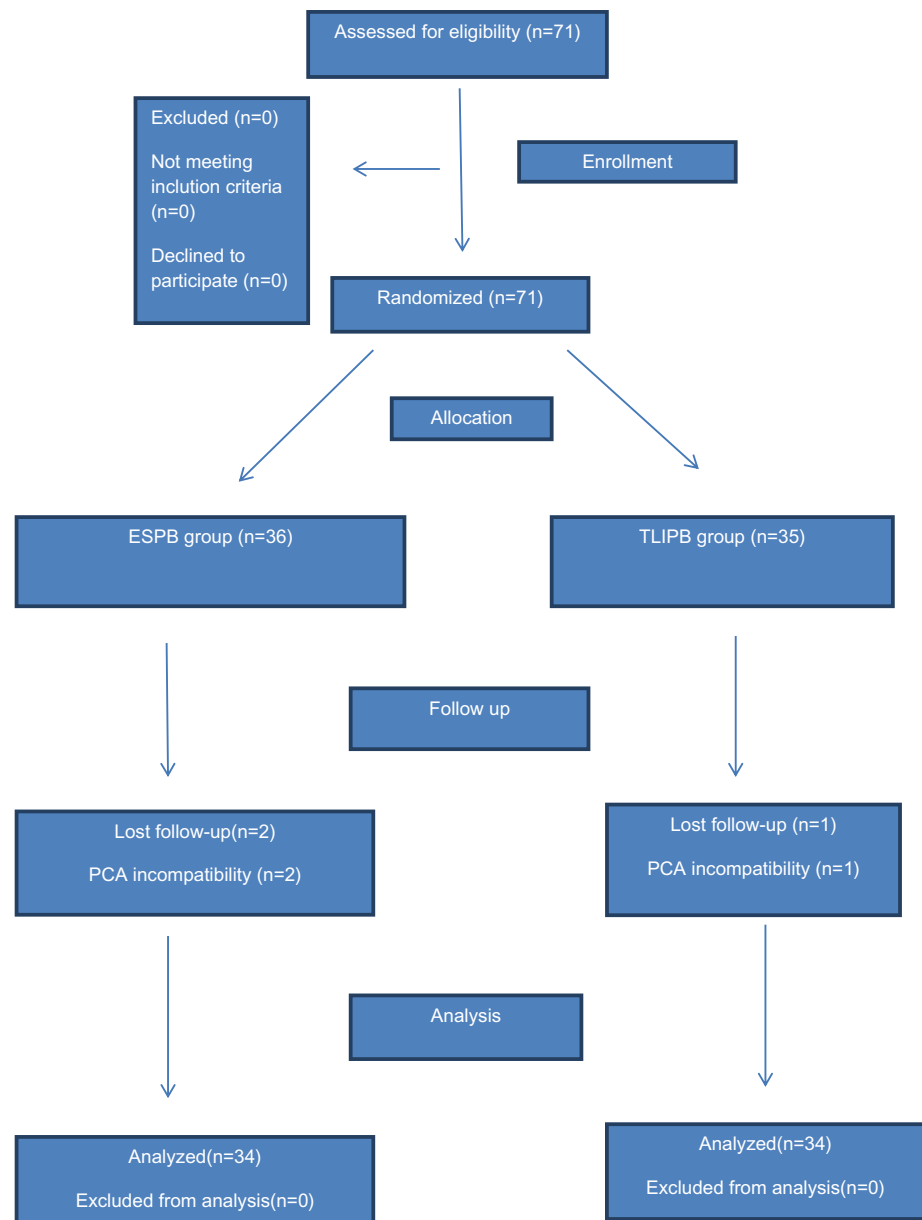 Assessed for eligibility (n=71)
Excluded (n=0)
Not meeting
inclution criteria
(n=0)
Declined to
participate (n=0)
Enrollment
Randomized (n=71)
Allocation
ESPB group (n=36)
TLIPB group (n=35)
Follow up
Lost follow-up(n=2)
PCA incompatibility (n=2)
Lost follow-up (n=1)
PCA incompatibility (n=1)
Analysis
Analyzed(n=34)
Excluded from analysis(n=0)
Analyzed(n=34)
Excluded from analysis(n=0)